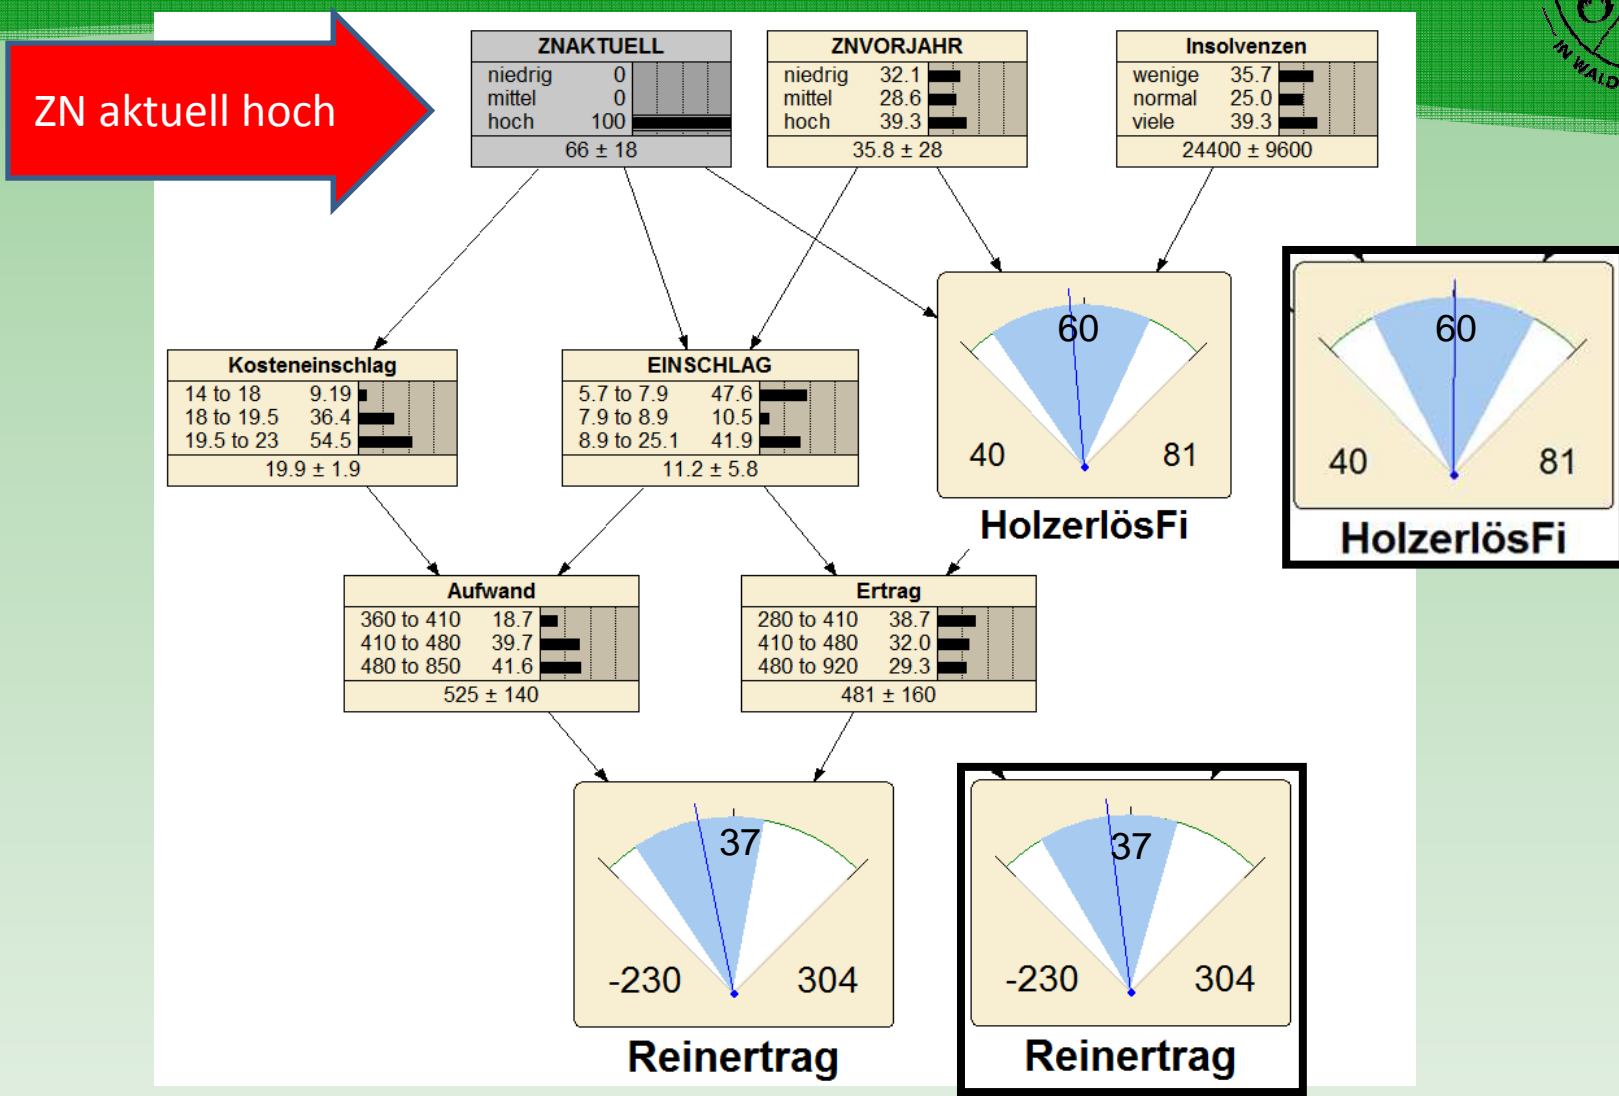 IN WALD
ZN aktuell hoch
ZNAKTUELL
niedrig 0
mittel 0
hoch 100
66 ± 18
ZNVORJAHR
niedrig 32.1
mittel 28.6
hoch 39.3
35.8 ± 28
Insolvenzen
wenige 35.7
normal 25.0
viele 39.3
24400 ± 9600
Kosteneinschlag
14 to 18 9.19
18 to 19.5 36.4
19.5 to 23 54.5
19.9 ± 1.9
EINSCHLAG
5.7 to 7.9 47.6
7.9 to 8.9 10.5
8.9 to 25.1 41.9
11.2 ± 5.8
60
40 81
HolzerlösFi
60
40 81
HolzerlösFi
Aufwand
360 to 410 18.7
410 to 480 39.7
480 to 850 41.6
525 ± 140
Ertrag
280 to 410 38.7
410 to 480 32.0
480 to 920 29.3
481 ± 160
37
-230 304
Reinertrag
37
-230 304
Reinertrag